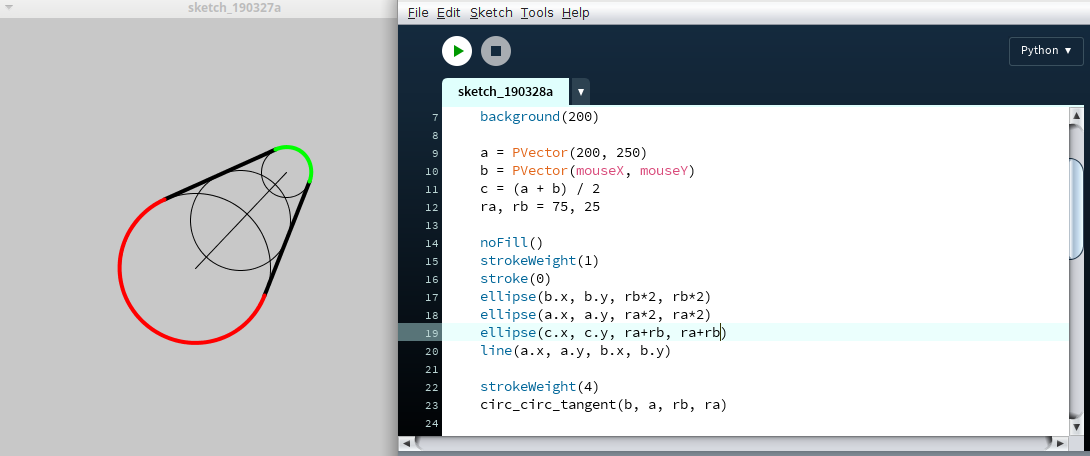 sketch_190327a
File Edit Sketch Tools Help
Python ▼
sketch_190328a ▼
7 background(200)
8
9 a = PVector(200, 250)
10 b = PVector(mouseX, mouseY)
11 c = (a + b) / 2
12 ra, rb = 75, 25
13
14 noFill()
15 strokeWeight(1)
16 stroke(0)
17 ellipse(b.x, b.y, rb*2, rb*2)
18 ellipse(a.x, a.y, ra*2, ra*2)
19 ellipse(c.x, c.y, ra+rb, ra+rb)
20 line(a.x, a.y, b.x, b.y)
21
22 strokeWeight(4)
23 circ_circ_tangent(b, a, rb, ra)
24